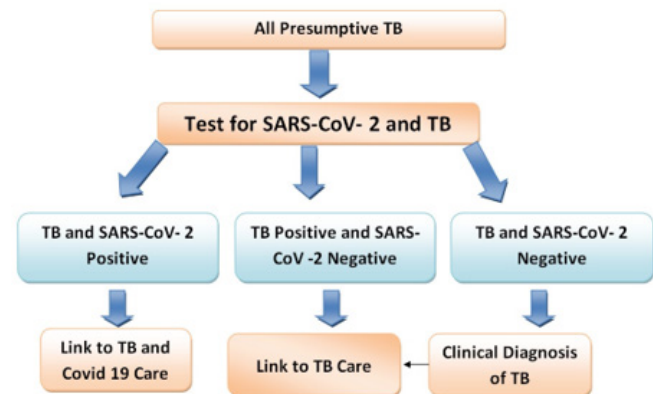 All Presumptive TB
Test for SARS-CoV- 2 and TB
TB and SARS-CoV- 2
Positive
TB Positive and SARS-
CoV -2 Negative
TB and SARS-CoV- 2
Negative
Link to TB and
Covid 19 Care
Link to TB Care
Clinical Diagnosis
of TB